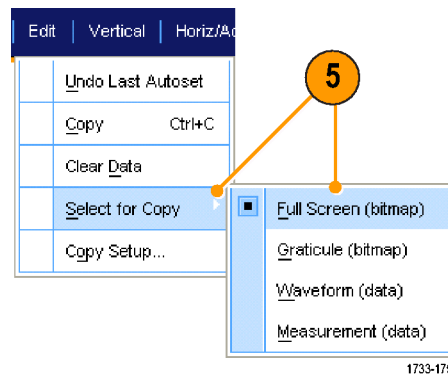 Edit | Vertical | Horiz/Ac
Undo Last Autoset
5
Copy Ctrl+C
Clear Data
Select for Copy
Full Screen (bitmap)
Copy Setup...
Graticule (bitmap)
Waveform (data)
Measurement (data)
1733-179